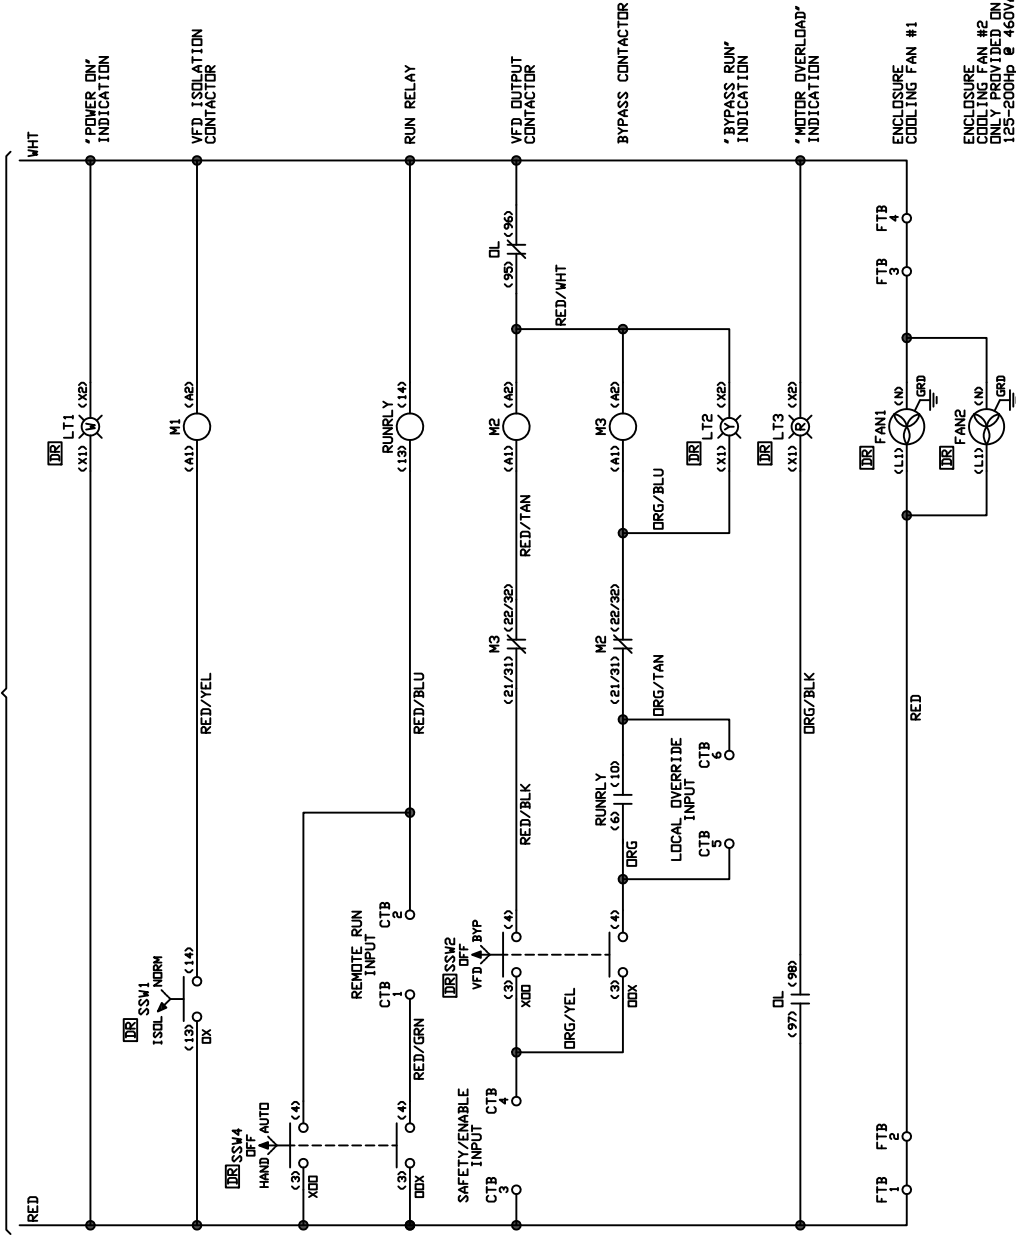 RED
WHT
DR
LT1
(X1)
W
(X2)
"POWER ON"
INDICATION
DR
SSW1
ISOL
NORM
(13)
(14)
OX
RED/YEL
M1
(A1)
(A2)
VFD ISOLATION
CONTACTOR
DR
SSW4
OFF
HAND
AUTO
(3)
(4)
XOO
(3)
(4)
OOX
RED/GRN
REMOTE RUN
INPUT
CTB
1
CTB
2
RED/BLU
RUNRLY
(13)
(14)
RUN RELAY
SAFETY/ENABLE
INPUT
CTB
3
CTB
4
ORG/YEL
DR
SSW2
OFF
VFD
BYP
(3)
(4)
XOO
RED/BLK
M3
(21/31)
(22/32)
RED/TAN
M2
(A1)
(A2)
RED/WHT
OL
(95)
(96)
VFD OUTPUT
CONTACTOR
(3)
(4)
OOX
ORG
RUNRLY
(6)
(10)
LOCAL OVERRIDE
INPUT
CTB
5
CTB
6
ORG/TAN
M2
(21/31)
(22/32)
ORG/BLU
M3
(A1)
(A2)
BYPASS CONTACTOR
DR
LT2
(X1)
Y
(X2)
"BYPASS RUN"
INDICATION
OL
(97)
(98)
ORG/BLK
DR
LT3
(X1)
R
(X2)
"MOTOR OVERLOAD"
INDICATION
FTB
1
FTB
2
RED
DR
FAN1
(L1)
(N)
GRD
FTB
3
FTB
4
ENCLOSURE
COOLING FAN #1
DR
FAN2
(L1)
(N)
GRD
ENCLOSURE
COOLING FAN #2
ONLY PROVIDED ON
125-200Hp @ 460V